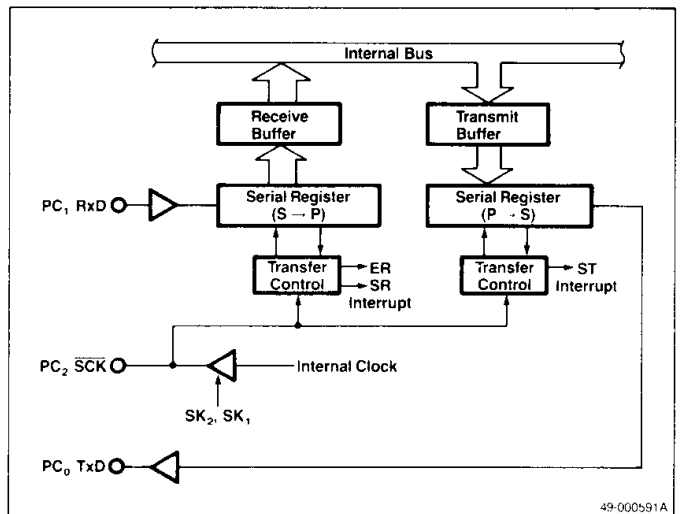 Internal Bus
Receive
Buffer
Transmit
Buffer
PC₁ RxD
Serial Register
(S → P)
Serial Register
(P → S)
Transfer
Control
ER
SR
Interrupt
Transfer
Control
ST
Interrupt
PC₂ S̅C̅K̅
Internal Clock
SK₂, SK₁
PC₀ TxD
49-000591A